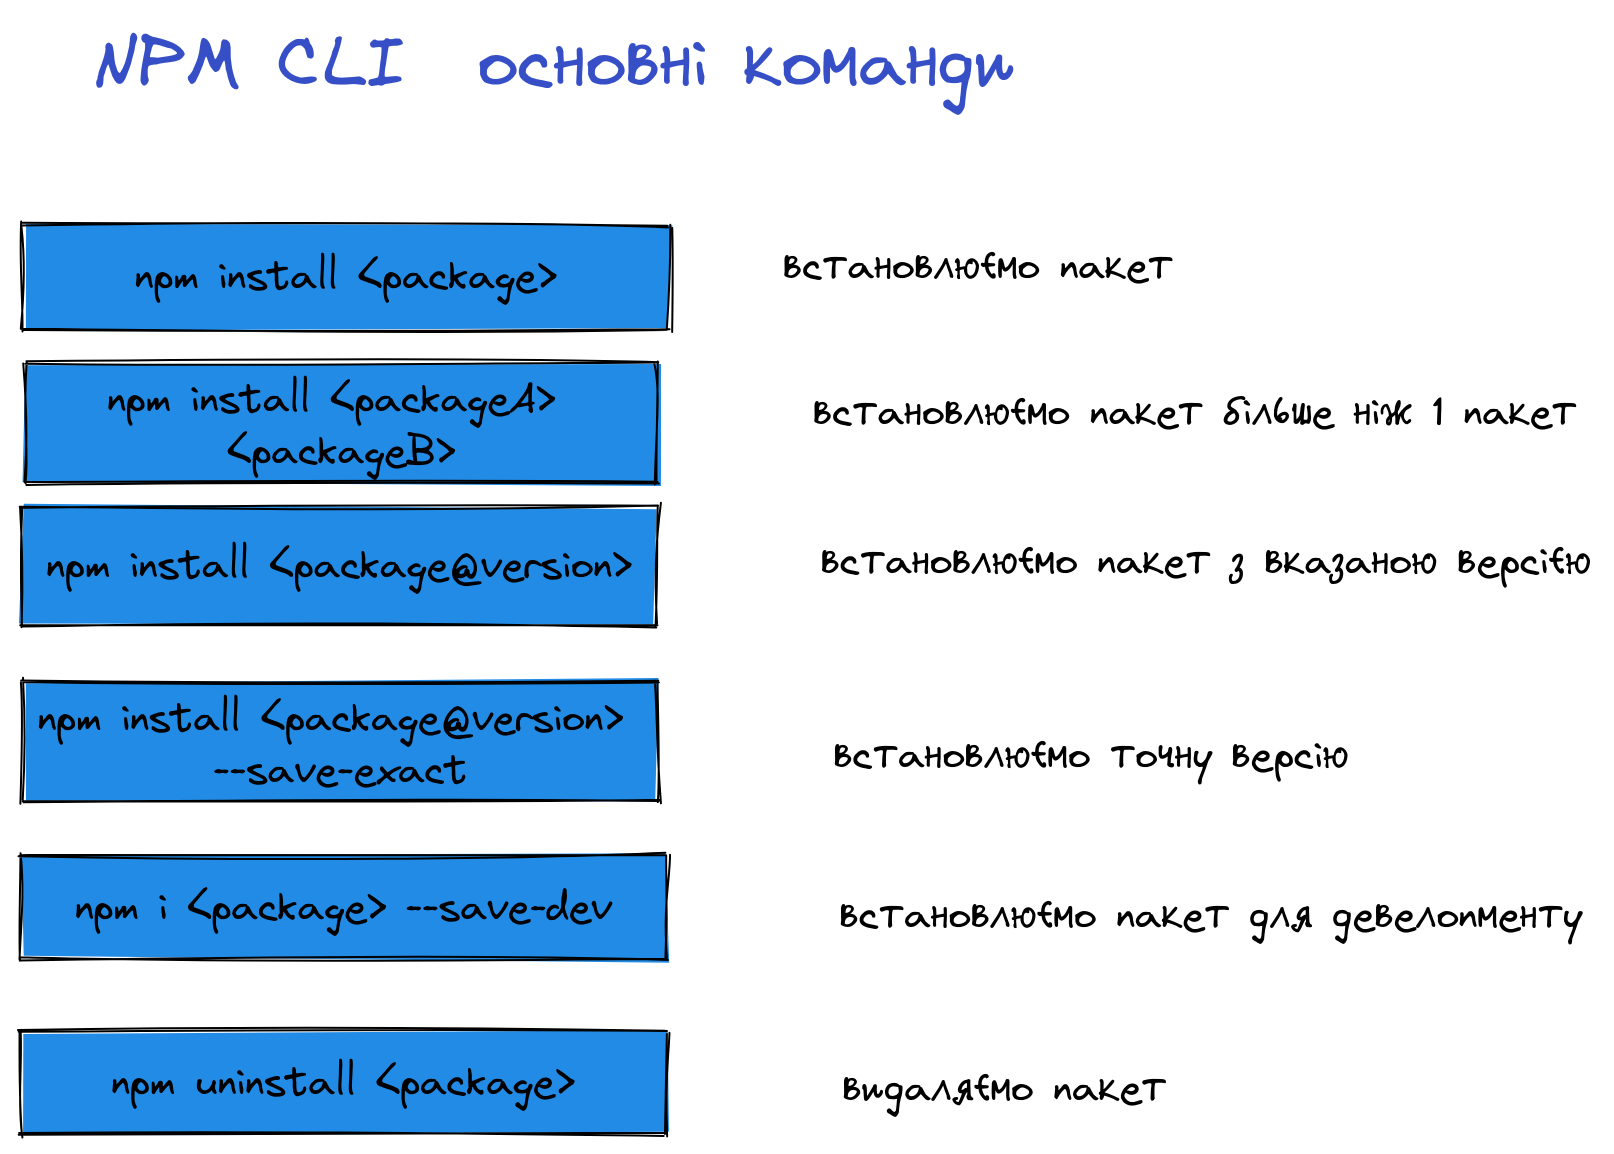 NPM CLI основні команди
npm install <package>
встановлюємо пакет
npm install <packageA>
<packageB>
встановлюємо пакет більше ніж 1 пакет
npm install <package@version>
встановлюємо пакет з вказаною версією
npm install <package@version>
--save-exact
встановлюємо точну версію
npm i <package> --save-dev
встановлюємо пакет для девелопменту
npm uninstall <package>
видаляємо пакет